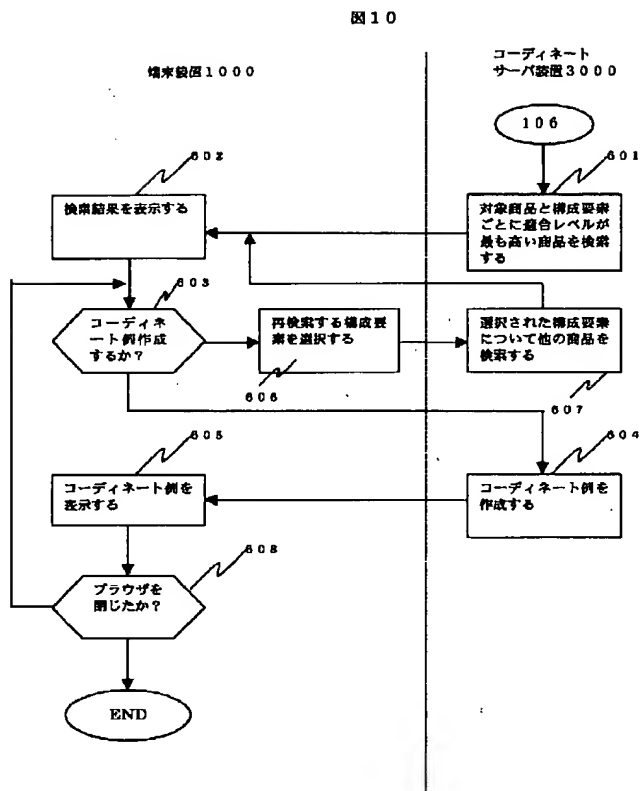 図10
端末装置1000
コーディネート
サーバ装置3000
106
601
対象商品と構成要素
ごとに適合レベルが
最も高い商品を検索
する
602
検索結果を表示する
603
コーディネ
ート例作成
するか？
再検索する構成要
素を選択する
606
選択された構成要素
について他の商品を
検索する
607
604
コーディネート例を
作成する
605
コーディネート例を
表示する
608
ブラウザを
閉じたか？
END